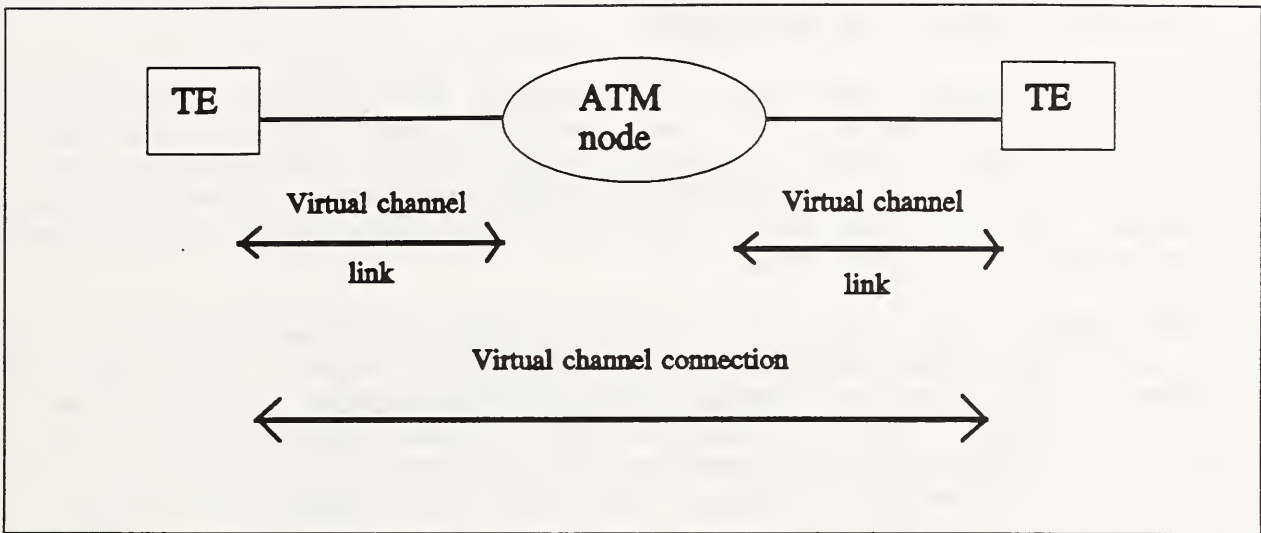 TE
ATM
node
TE
Virtual channel
link
Virtual channel
link
Virtual channel connection